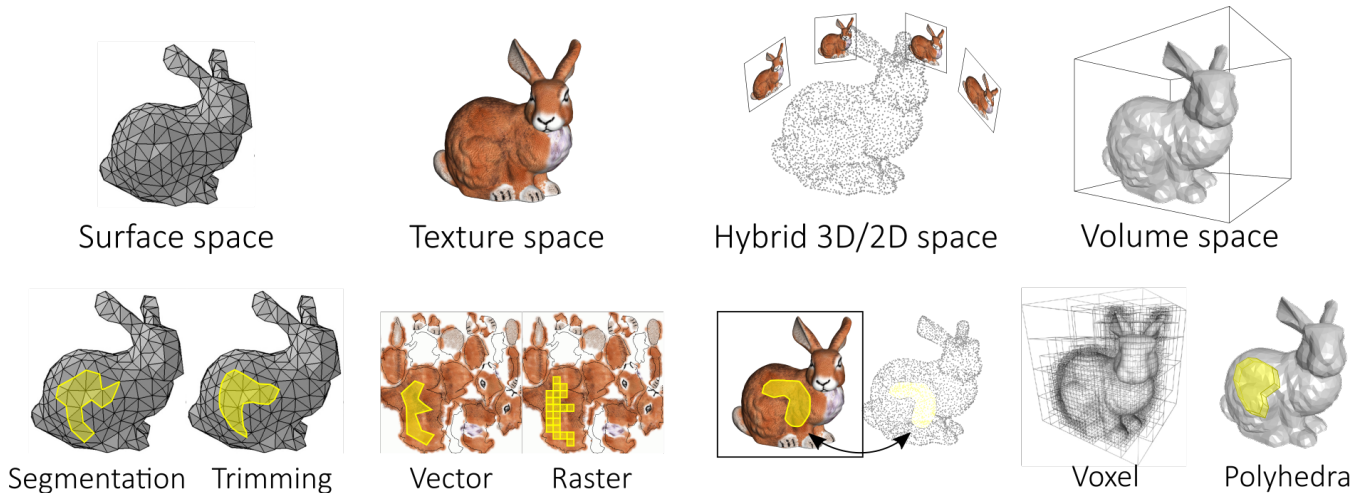 Surface space
Texture space
Hybrid 3D/2D space
Volume space
Segmentation
Trimming
Vector
Raster
Voxel
Polyhedra